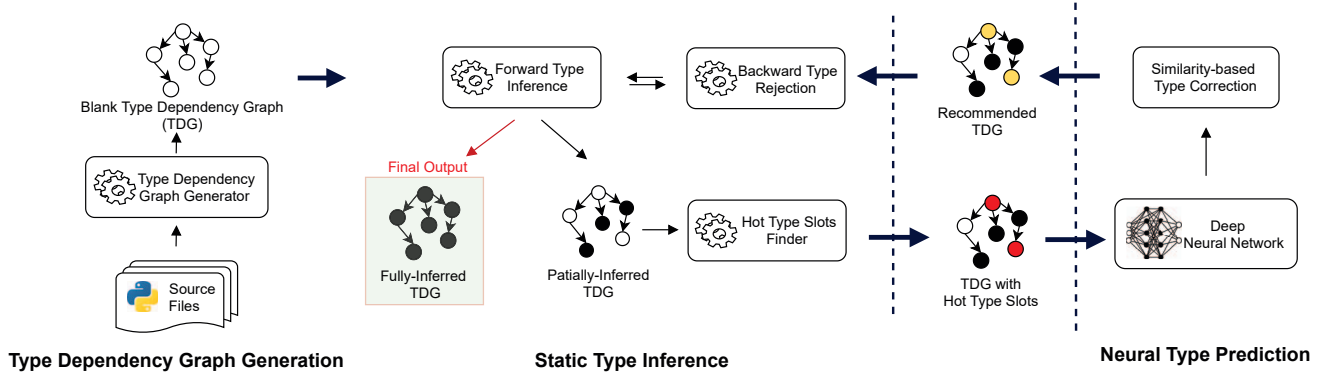 Blank Type Dependency Graph
(TDG)
Type Dependency
Graph Generator
Source
Files
Type Dependency Graph Generation
Forward Type
Inference
Backward Type
Rejection
Final Output
Fully-Inferred
TDG
Patially-Inferred
TDG
Hot Type Slots
Finder
Static Type Inference
Recommended
TDG
TDG with
Hot Type Slots
Similarity-based
Type Correction
Deep
Neural Network
Neural Type Prediction